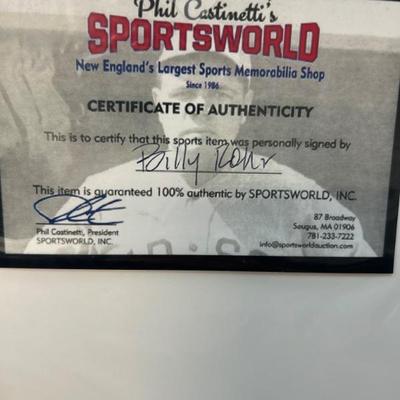 Phil Castinetti's
SPORTSWORLD
New England's Largest Sports Memorabilia Shop
Since 1986
CERTIFICATE OF AUTHENTICITY
This is to certify that this sports item was personally signed by
Billy Rohr
This item is guaranteed 100% authentic by SPORTSWORLD, INC.
Phil Castinetti, President
SPORTSWORLD, INC.
87 Broadway
Saugus, MA 01906
781-233-7222
info@sportsworldauction.com